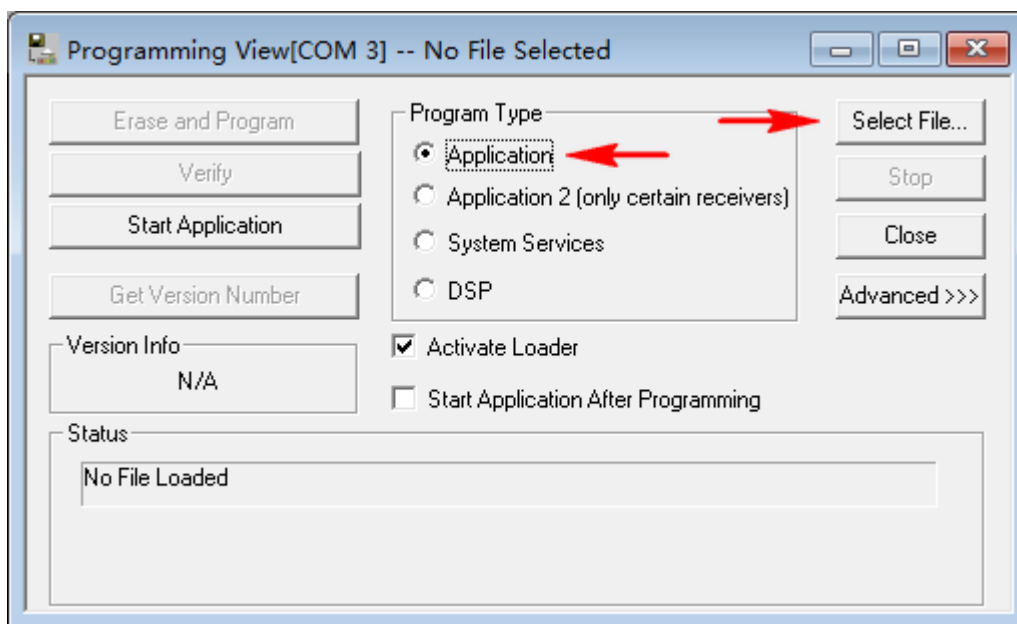 Programming View[COM 3] -- No File Selected
Erase and Program
Verify
Start Application
Get Version Number
Version Info
N/A
Program Type
Application
Application 2 (only certain receivers)
System Services
DSP
Activate Loader
Start Application After Programming
Select File...
Stop
Close
Advanced >>>
Status
No File Loaded